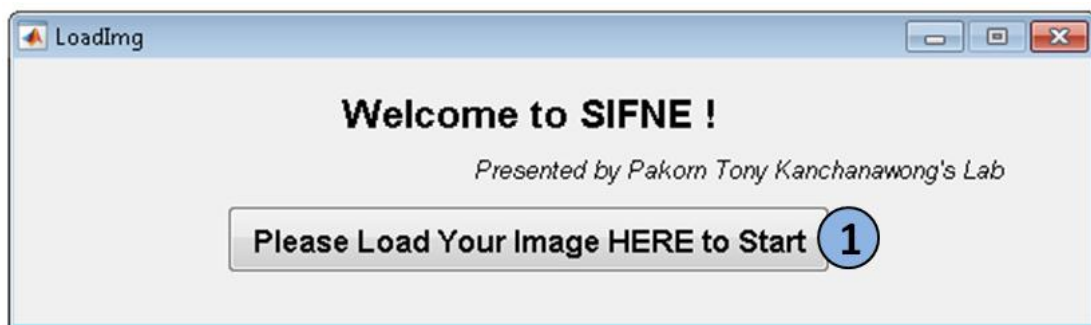 LoadImg
Welcome to SIFNE !
Presented by Pakorn Tony Kanchanawong's Lab
Please Load Your Image HERE to Start
1